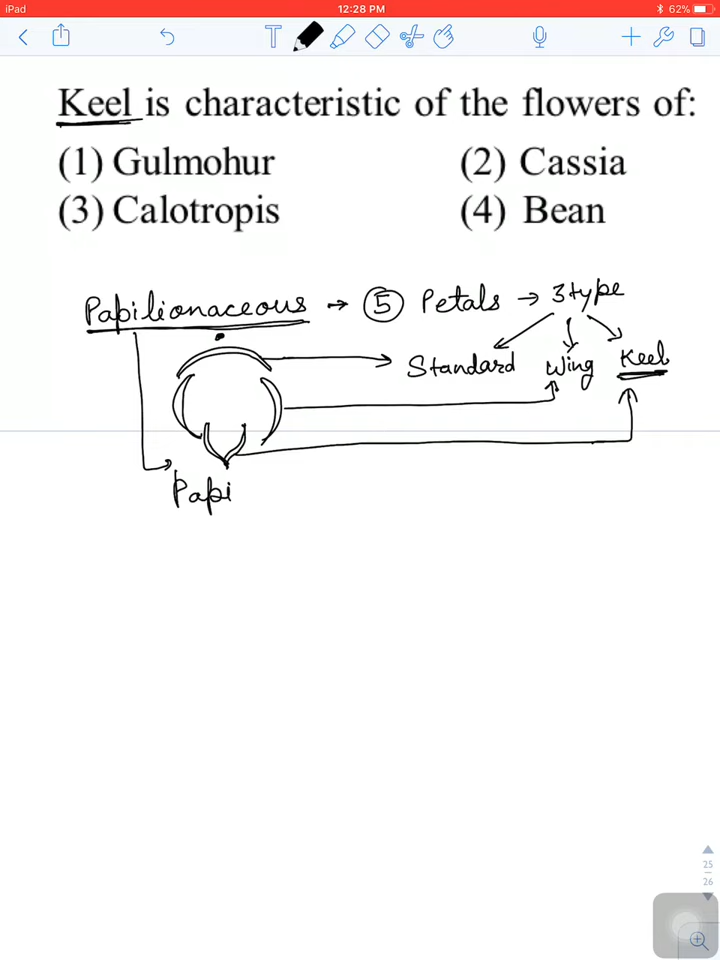 iPad 12:28 PM 62%
T
Keel is characteristic of the flowers of:
(1) Gulmohur (2) Cassia
(3) Calotropis (4) Bean
Papilionaceous → 5 Petals → 3 type
Standard Wing Keel
Papi
25
26